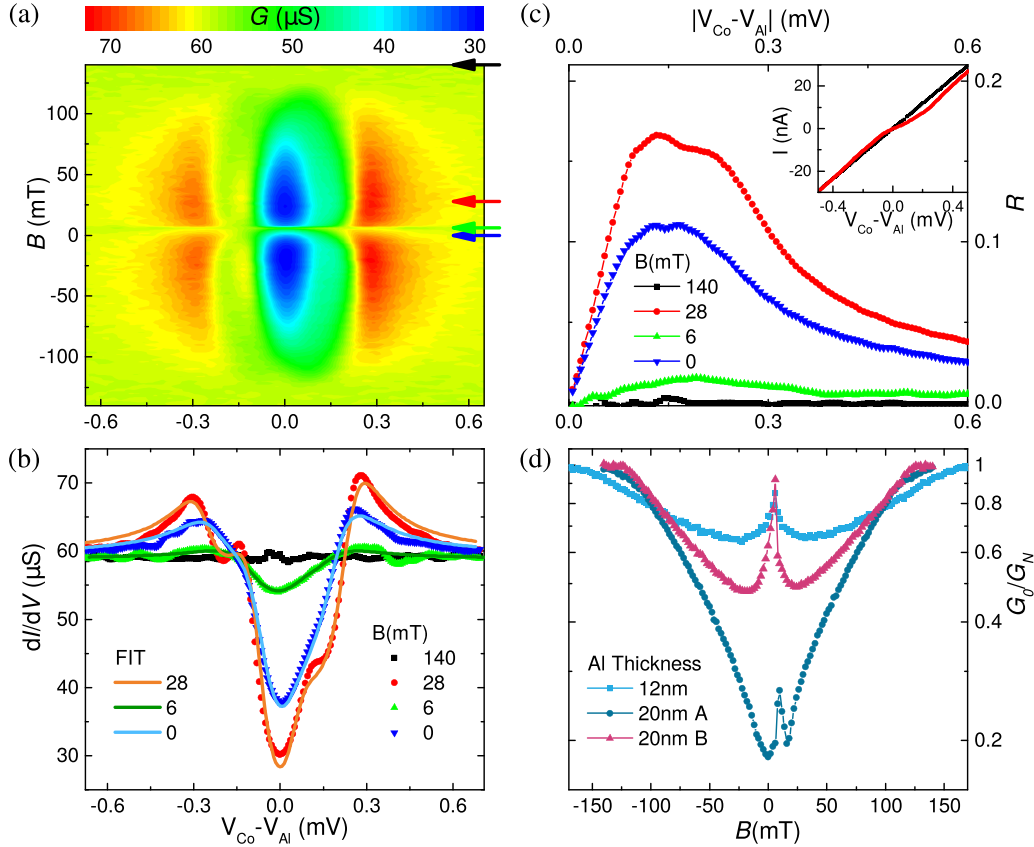 (a)
G (μS)
70 60 50 40 30
B (mT)
100
50
0
-50
-100
-0.6 -0.3 0.0 0.3 0.6
(c)
|V_Co-V_Al| (mV)
0.0 0.3 0.6
0.2
0.1
0.0
R
I (nA)
20
0
-20
-0.4 0.0 0.4
V_Co-V_Al (mV)
B(mT)
140
28
6
0
0.0 0.3 0.6
(b)
dI/dV (μS)
70
60
50
40
30
FIT
28
6
0
B(mT)
140
28
6
0
-0.6 -0.3 0.0 0.3 0.6
V_Co-V_Al (mV)
(d)
1
0.8
0.6
0.4
0.2
G_0/G_N
Al Thickness
12nm
20nm A
20nm B
-150 -100 -50 0 50 100 150
B(mT)